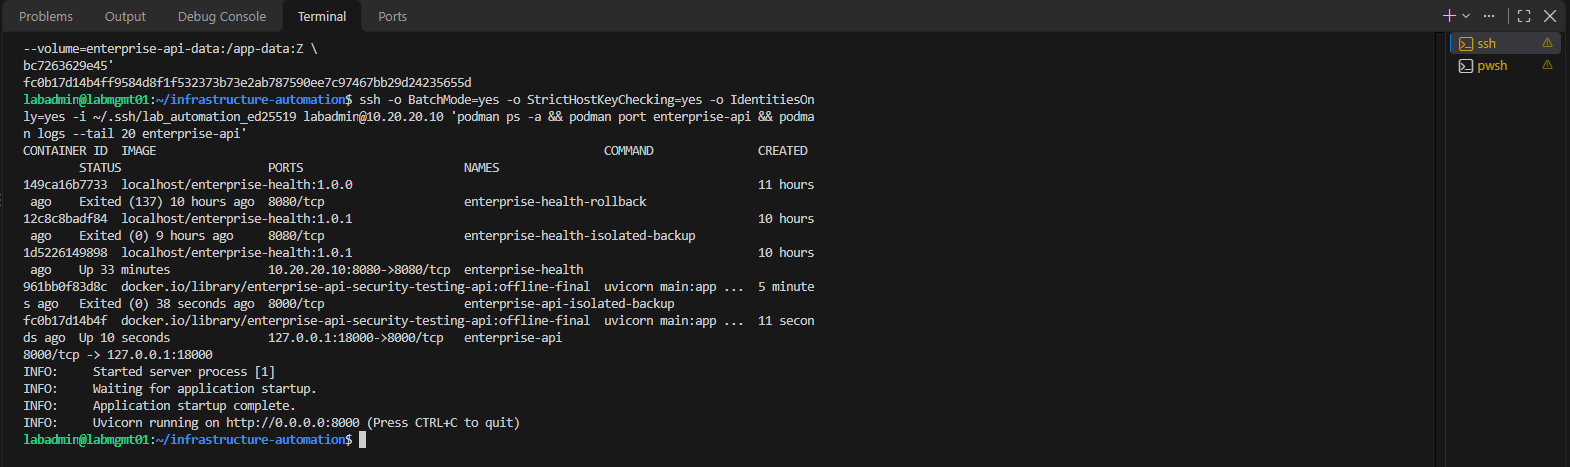 Problems Output Debug Console Terminal Ports
ssh
pwsh
--volume=enterprise-api-data:/app-data:Z \
bc7263629e45'
fc0b17d14b4ff9584d8f1f532373b73e2ab787590ee7c97467bb29d24235655d
labadmin@labmgmt01:~/infrastructure-automation$ ssh -o BatchMode=yes -o StrictHostKeyChecking=yes -o IdentitiesOn
ly=yes -i ~/.ssh/lab_automation_ed25519 labadmin@10.20.20.10 'podman ps -a && podman port enterprise-api && podma
n logs --tail 20 enterprise-api'
CONTAINER ID  IMAGE                                                            COMMAND               CREATED
        STATUS                     PORTS                       NAMES
149ca16b7733  localhost/enterprise-health:1.0.0                                                      11 hours
 ago    Exited (137) 10 hours ago  8080/tcp                    enterprise-health-rollback
12c8c8badf84  localhost/enterprise-health:1.0.1                                                      10 hours
 ago    Exited (0) 9 hours ago     8080/tcp                    enterprise-health-isolated-backup
1d5226149898  localhost/enterprise-health:1.0.1                                                      10 hours
 ago    Up 33 minutes              10.20.20.10:8080->8080/tcp  enterprise-health
961bb0f83d8c  docker.io/library/enterprise-api-security-testing-api:offline-final  uvicorn main:app ...  5 minute
s ago   Exited (0) 38 seconds ago  8000/tcp                    enterprise-api-isolated-backup
fc0b17d14b4f  docker.io/library/enterprise-api-security-testing-api:offline-final  uvicorn main:app ...  11 secon
ds ago  Up 10 seconds              127.0.0.1:18000->8000/tcp   enterprise-api
8000/tcp -> 127.0.0.1:18000
INFO:     Started server process [1]
INFO:     Waiting for application startup.
INFO:     Application startup complete.
INFO:     Uvicorn running on http://0.0.0.0:8000 (Press CTRL+C to quit)
labadmin@labmgmt01:~/infrastructure-automation$